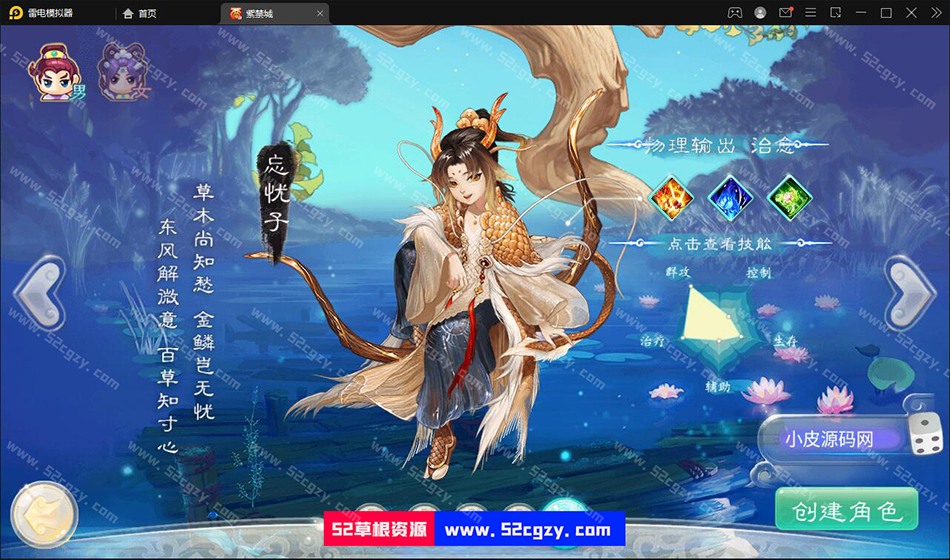 雷电模拟器
首页
紫禁城
男
女
忘忧子
草木尚知愁 金鳞岂无忧
东风解微意 百草知寸心
物理输出 治愈
点击查看技能
群攻
控制
治疗
生存
辅助
小皮源码网
创建角色
52草根资源 www.52cgzy.com
www.52cgzy.com